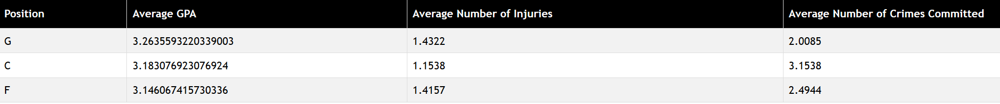 Position Average GPA Average Number of Injuries Average Number of Crimes Committed
G 3.2635593220339003 1.4322 2.0085
C 3.183076923076924 1.1538 3.1538
F 3.146067415730336 1.4157 2.4944